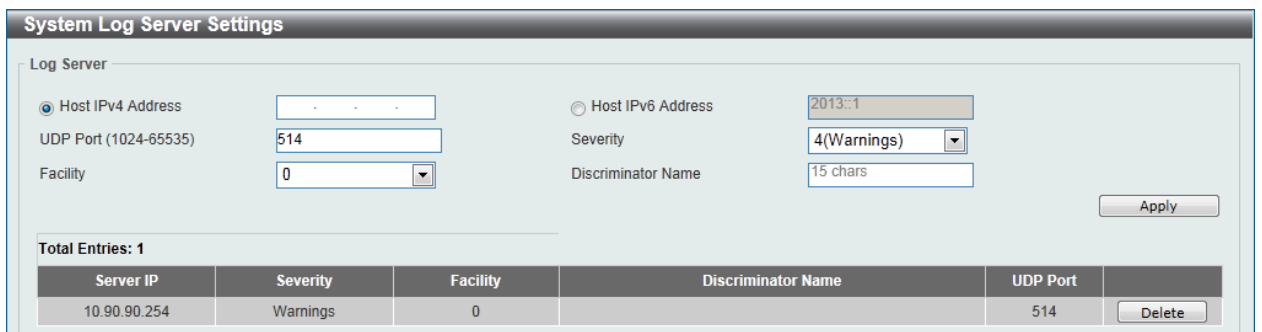 System Log Server Settings
Log Server
Host IPv4 Address . . . Host IPv6 Address 2013::1
UDP Port (1024-65535) 514 Severity 4(Warnings)
Facility 0 Discriminator Name 15 chars
Apply
Total Entries: 1
Server IP Severity Facility Discriminator Name UDP Port
10.90.90.254 Warnings 0 514 Delete